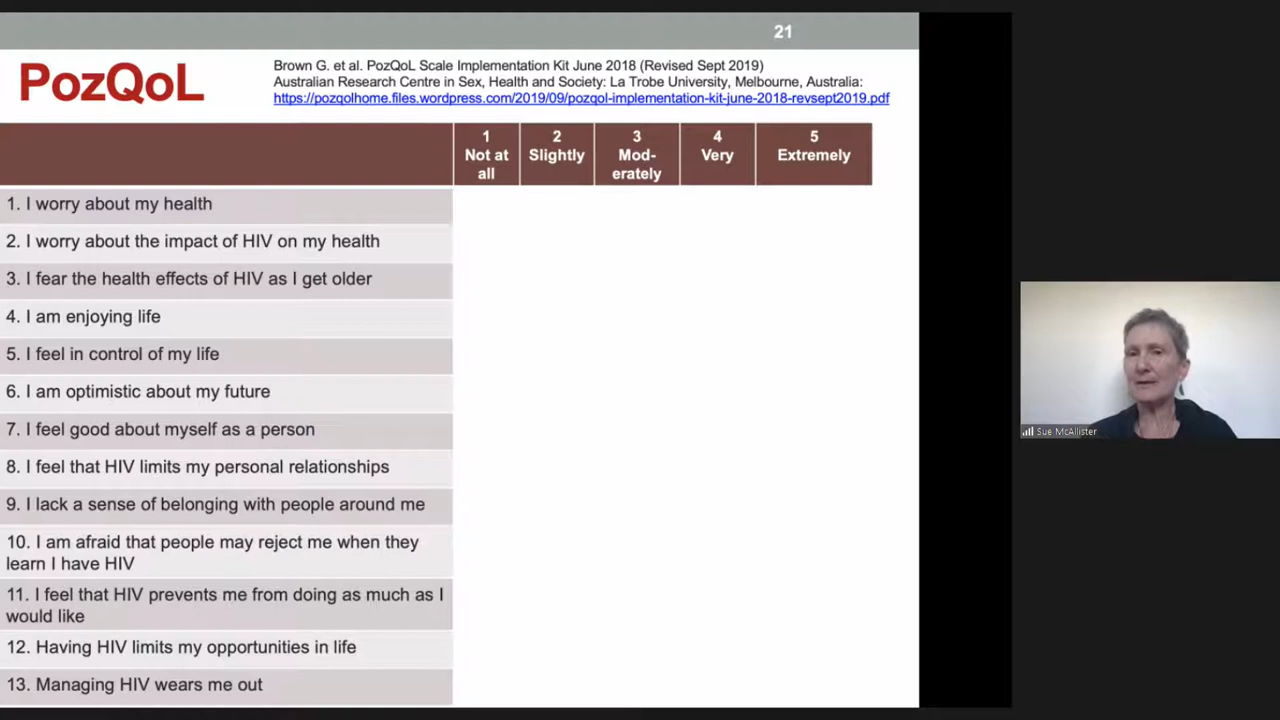 21
PozQoL
Brown G. et al. PozQoL Scale Implementation Kit June 2018 (Revised Sept 2019)
Australian Research Centre in Sex, Health and Society: La Trobe University, Melbourne, Australia:
https://pozqolhome.files.wordpress.com/2019/09/pozqol-implementation-kit-june-2018-revsept2019.pdf
1
Not at
all
2
Slightly
3
Mod-
erately
4
Very
5
Extremely
1. I worry about my health
2. I worry about the impact of HIV on my health
3. I fear the health effects of HIV as I get older
4. I am enjoying life
5. I feel in control of my life
6. I am optimistic about my future
7. I feel good about myself as a person
8. I feel that HIV limits my personal relationships
9. I lack a sense of belonging with people around me
10. I am afraid that people may reject me when they
learn I have HIV
11. I feel that HIV prevents me from doing as much as I
would like
12. Having HIV limits my opportunities in life
13. Managing HIV wears me out
Sue McAllister